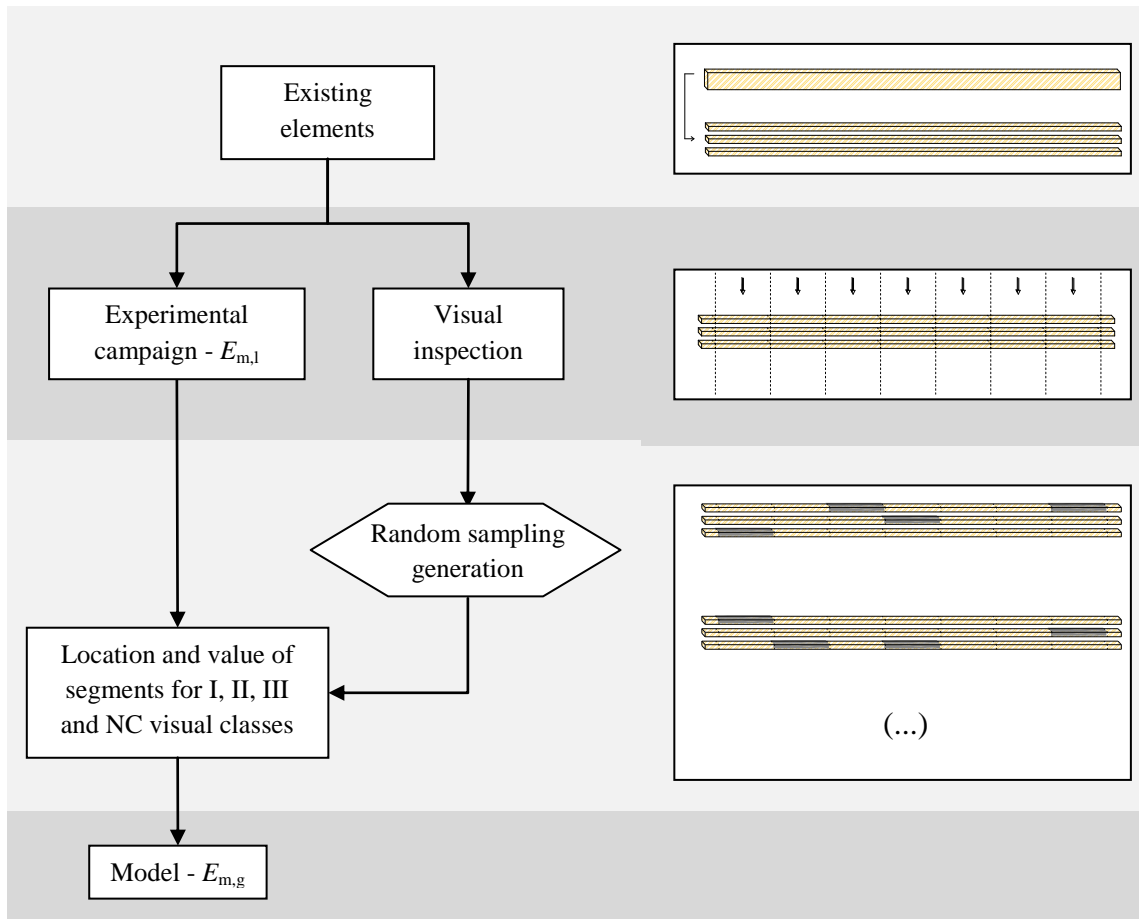 Existing
elements
Experimental
campaign - Em,l
Visual
inspection
Random sampling
generation
Location and value of
segments for I, II, III
and NC visual classes
(...)
Model - Em,g